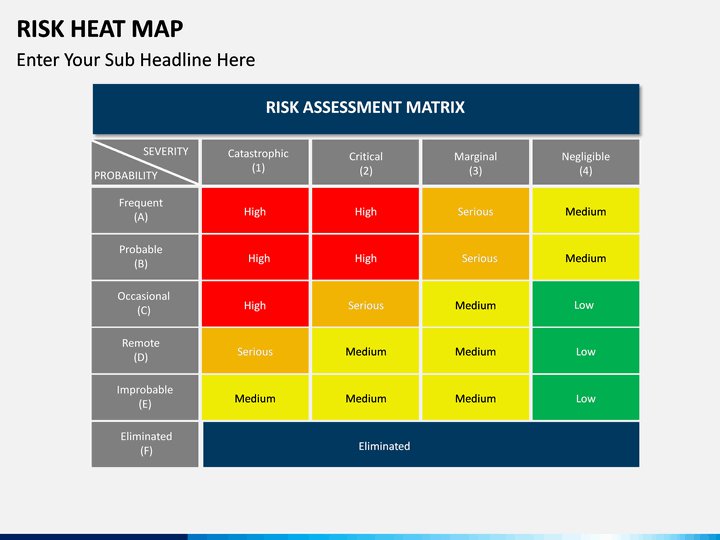 RISK HEAT MAP
Enter Your Sub Headline Here
RISK ASSESSMENT MATRIX
SEVERITY
PROBABILITY
Catastrophic
(1)
Critical
(2)
Marginal
(3)
Negligible
(4)
Frequent
(A)
High
High
Serious
Medium
Probable
(B)
High
High
Serious
Medium
Occasional
(C)
High
Serious
Medium
Low
Remote
(D)
Serious
Medium
Medium
Low
Improbable
(E)
Medium
Medium
Medium
Low
Eliminated
(F)
Eliminated